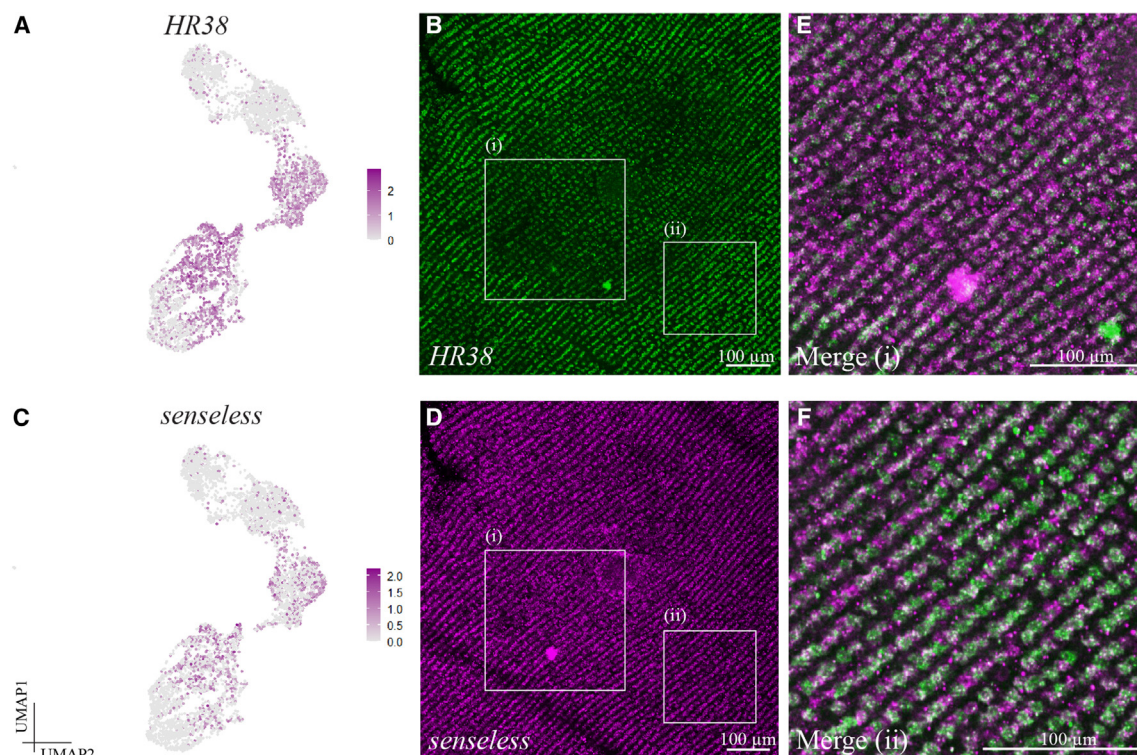 A
HR38
2
1
0
B
(i)
(ii)
HR38
100 µm
E
Merge (i)
100 µm
C
senseless
2.0
1.5
1.0
0.5
0.0
UMAP1
UMAP2
D
(i)
(ii)
senseless
100 µm
F
Merge (ii)
100 µm